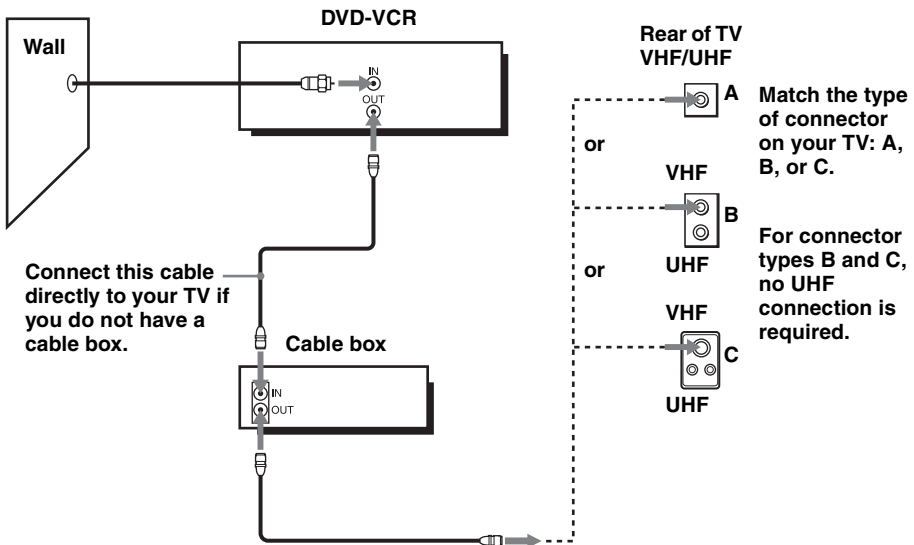 DVD-VCR
Wall
IN
OUT
Connect this cable
directly to your TV if
you do not have a
cable box.
Cable box
IN
OUT
Rear of TV
VHF/UHF
A
or
VHF
B
UHF
or
VHF
C
UHF
Match the type
of connector
on your TV: A,
B, or C.
For connector
types B and C,
no UHF
connection is
required.